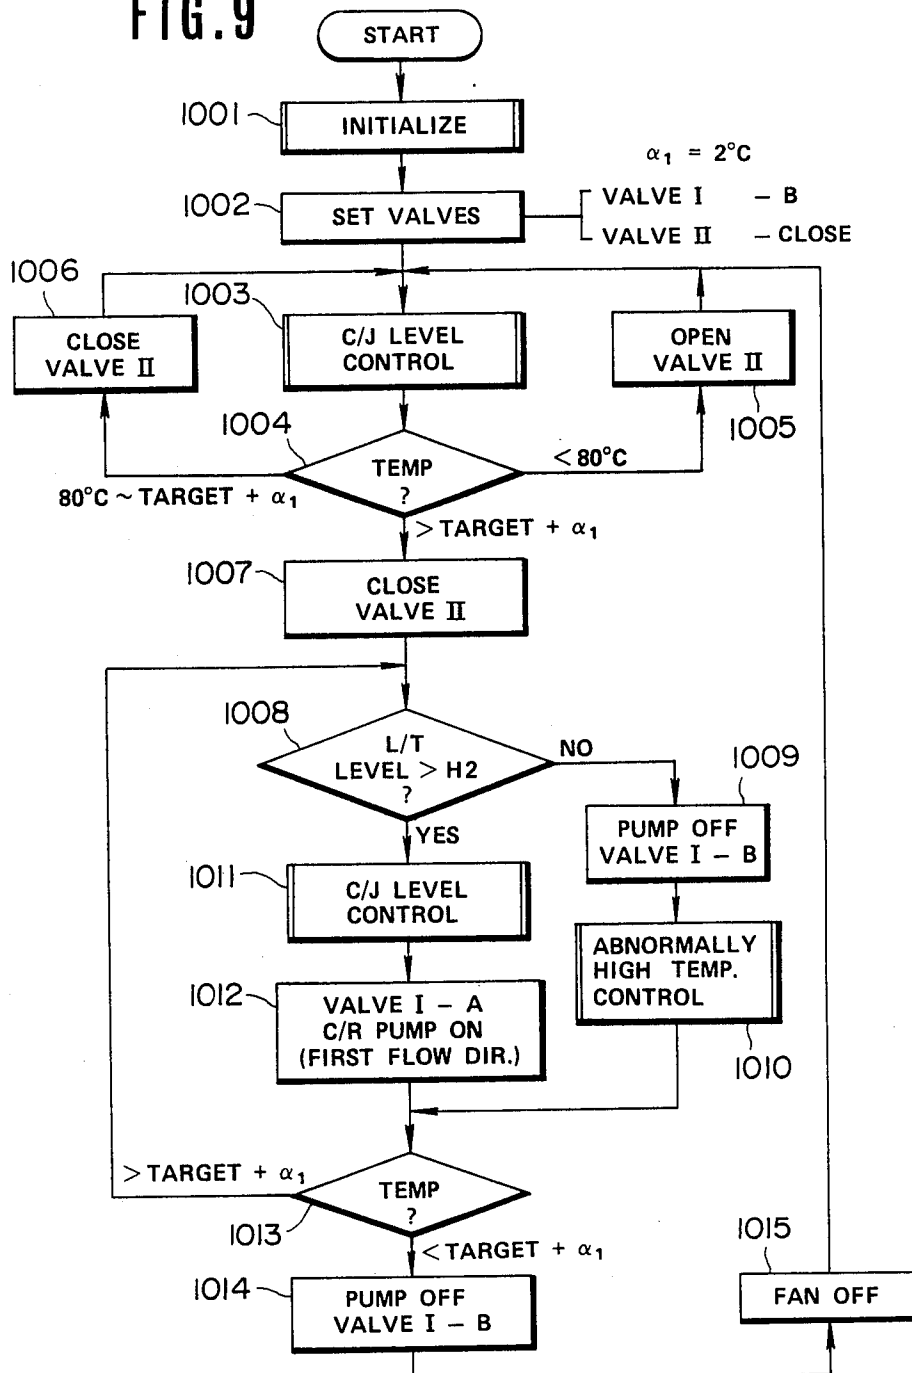 FIG.9
START
1001
INITIALIZE
α₁ = 2°C
1002
SET VALVES
VALVE I – B
VALVE II – CLOSE
1006
1003
CLOSE
VALVE II
C/J LEVEL
CONTROL
OPEN
VALVE II
1005
1004
TEMP
?
< 80°C
80°C ~ TARGET + α₁
> TARGET + α₁
1007
CLOSE
VALVE II
1008
L/T
LEVEL > H2
?
NO
YES
1009
PUMP OFF
VALVE I – B
1011
C/J LEVEL
CONTROL
ABNORMALLY
HIGH TEMP.
CONTROL
1010
1012
VALVE I – A
C/R PUMP ON
(FIRST FLOW DIR.)
> TARGET + α₁
TEMP
?
1013
< TARGET + α₁
1014
PUMP OFF
VALVE I – B
1015
FAN OFF